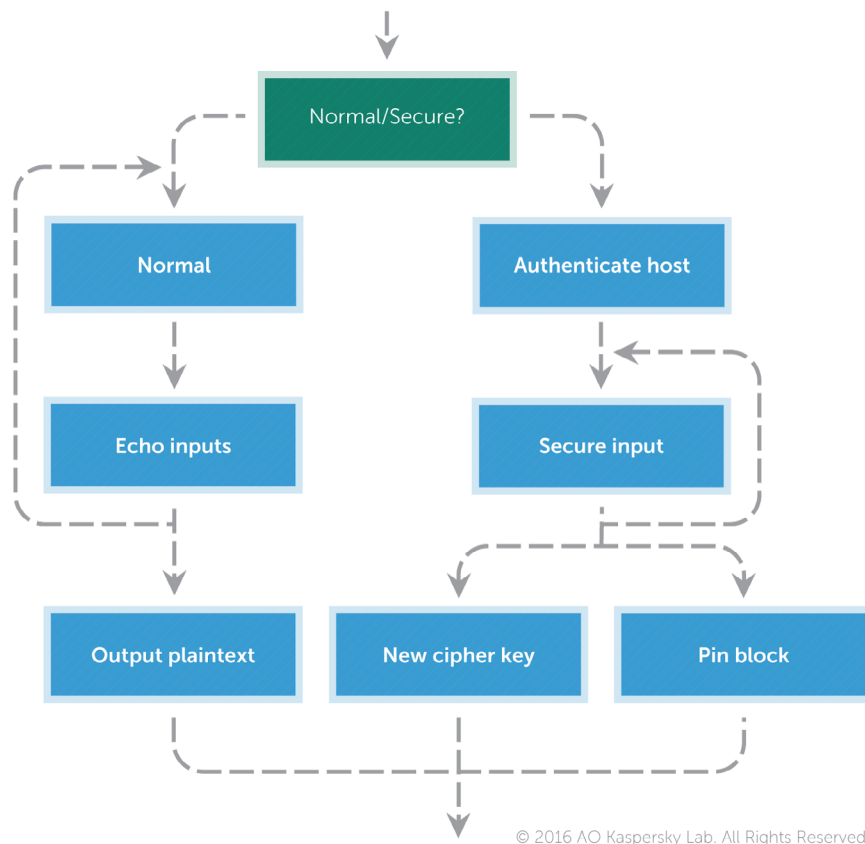 Normal/Secure?
Normal
Authenticate host
Echo inputs
Secure input
Output plaintext
New cipher key
Pin block
© 2016 AO Kaspersky Lab. All Rights Reserved